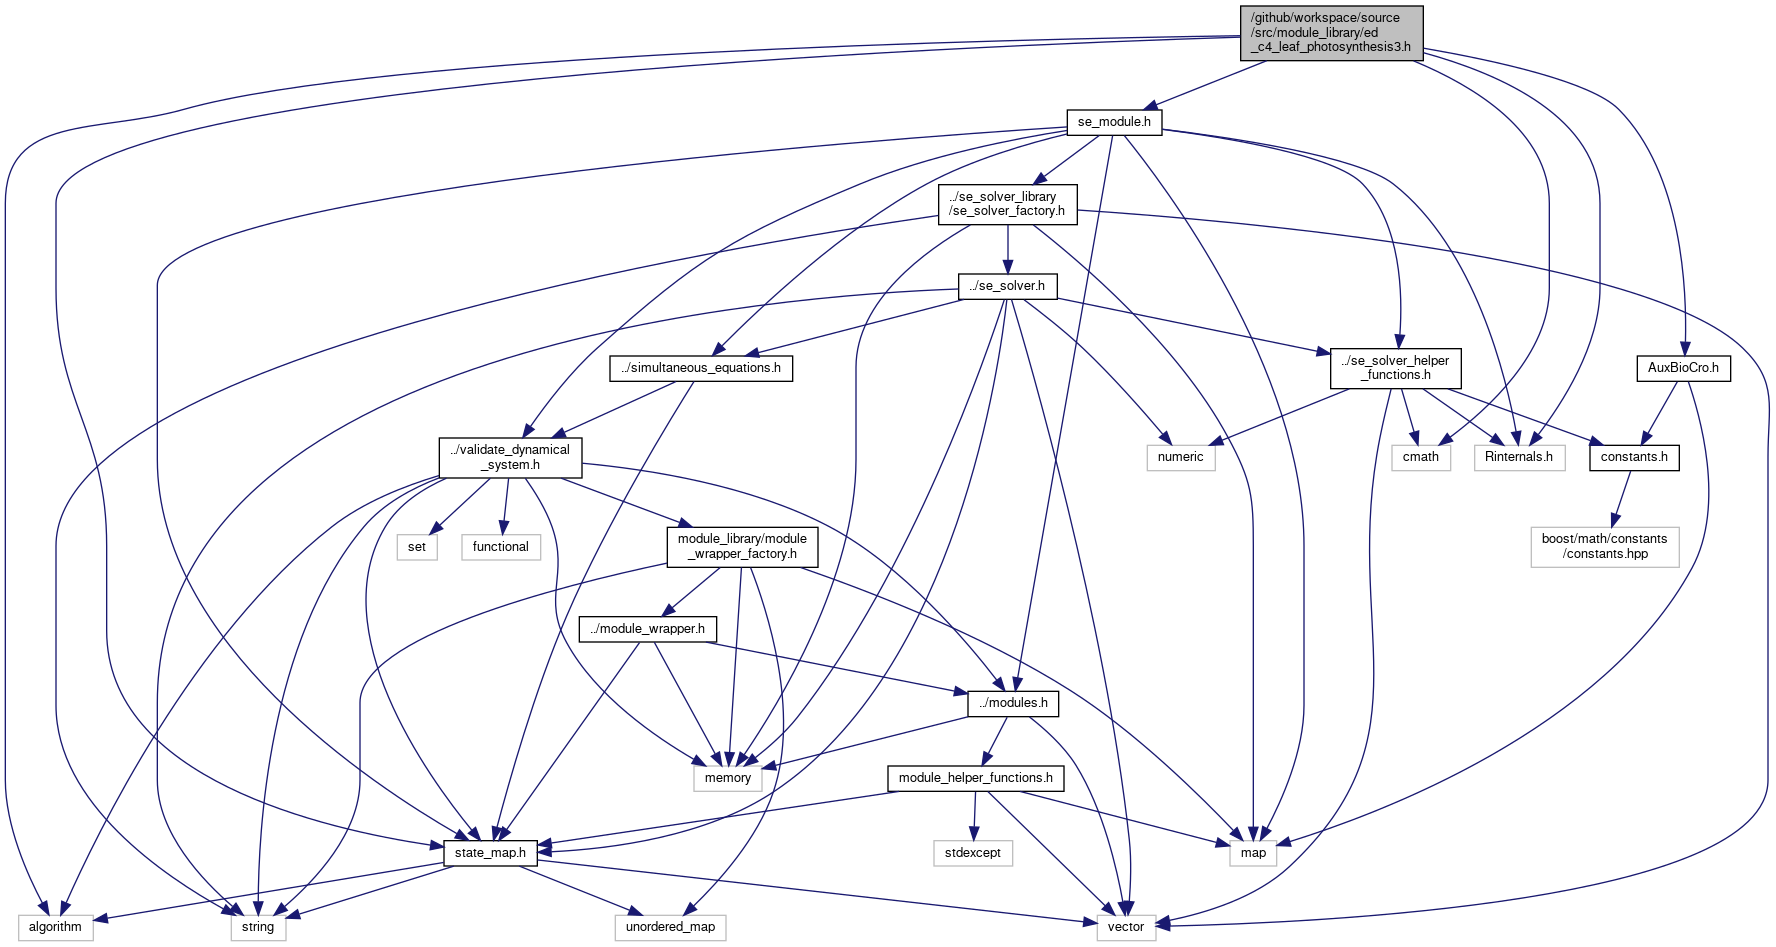 /github/workspace/source
/src/module_library/ed
_c4_leaf_photosynthesis3.h
se_module.h
../se_solver_library
/se_solver_factory.h
../se_solver.h
../simultaneous_equations.h
../se_solver_helper
_functions.h
AuxBioCro.h
../validate_dynamical
_system.h
numeric
cmath
Rinternals.h
constants.h
set
functional
module_library/module
_wrapper_factory.h
boost/math/constants
/constants.hpp
../module_wrapper.h
../modules.h
memory
module_helper_functions.h
state_map.h
stdexcept
map
algorithm
string
unordered_map
vector